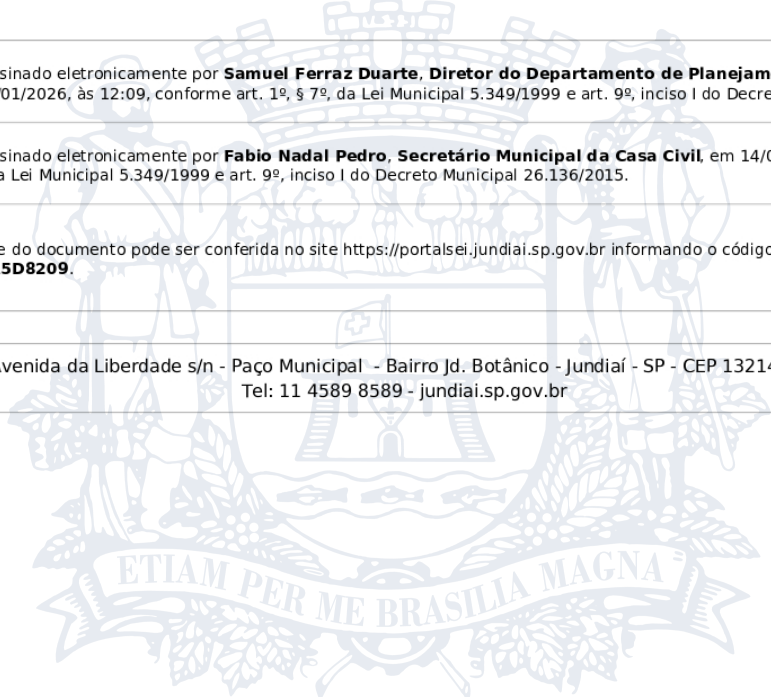 sinado eletronicamente por Samuel Ferraz Duarte, Diretor do Departamento de Planejam
01/2026, às 12:09, conforme art. 1º, § 7º, da Lei Municipal 5.349/1999 e art. 9º, inciso I do Decre
sinado eletronicamente por Fabio Nadal Pedro, Secretário Municipal da Casa Civil, em 14/0
a Lei Municipal 5.349/1999 e art. 9º, inciso I do Decreto Municipal 26.136/2015.
e do documento pode ser conferida no site https://portalsei.jundiai.sp.gov.br informando o código
5D8209.
Avenida da Liberdade s/n - Paço Municipal - Bairro Jd. Botânico - Jundiaí - SP - CEP 13214
Tel: 11 4589 8589 - jundiai.sp.gov.br
ETIAM PER ME BRASILIA MAGNA